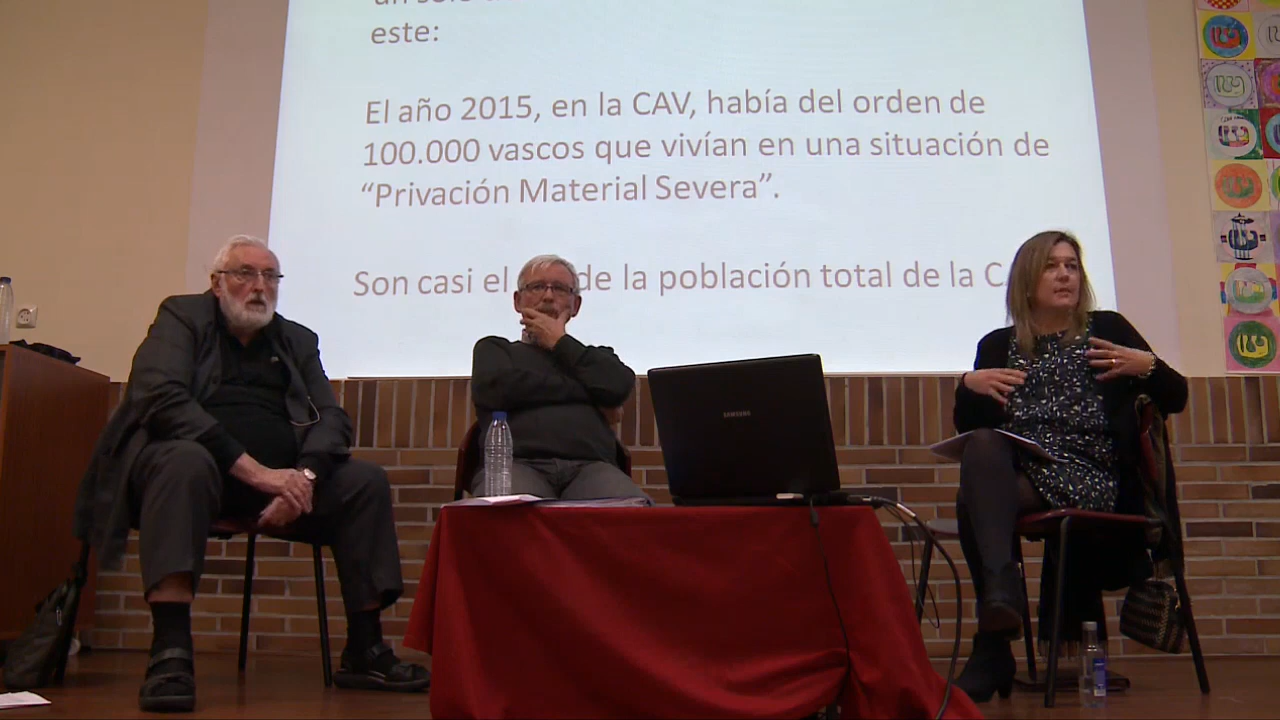 este:
El año 2015, en la CAV, había del orden de
100.000 vascos que vivían en una situación de
“Privación Material Severa”.
Son casi el de la población total de la
SAMSUNG